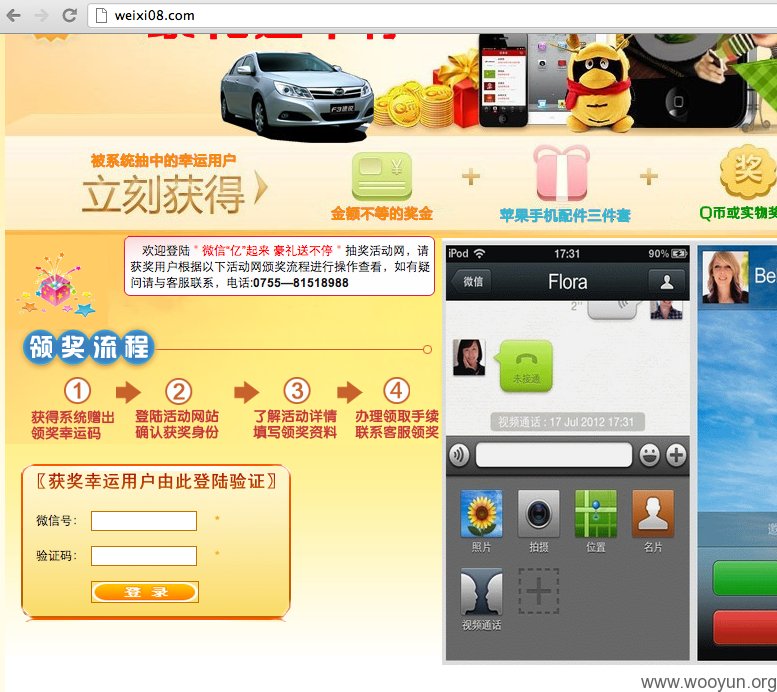 weixi08.com
F3速锐
被系统抽中的幸运用户
立刻获得
¥
+
+
奖
金额不等的奖金
苹果手机配件三件套
Q币或实物奖
欢迎登陆 " 微信“亿”起来 豪礼送不停 " 抽奖活动网，请
获奖用户根据以下活动网颁奖流程进行操作查看，如有疑
问请与客服联系，电话:0755—81518988
领奖流程
1
2
3
4
获得系统赠出
领奖幸运码
登陆活动网站
确认获奖身份
了解活动详情
填写领奖资料
办理领取手续
联系客服领奖
〖获奖幸运用户由此登陆验证〗
微信号：
*
验证码：
*
登 录
iPod
17:31
90%
微信
Flora
2"
未接通
视频通话 : 17 Jul 2012 17:31
照片
拍摄
位置
名片
视频通话
Be
邀
www.wooyun.org